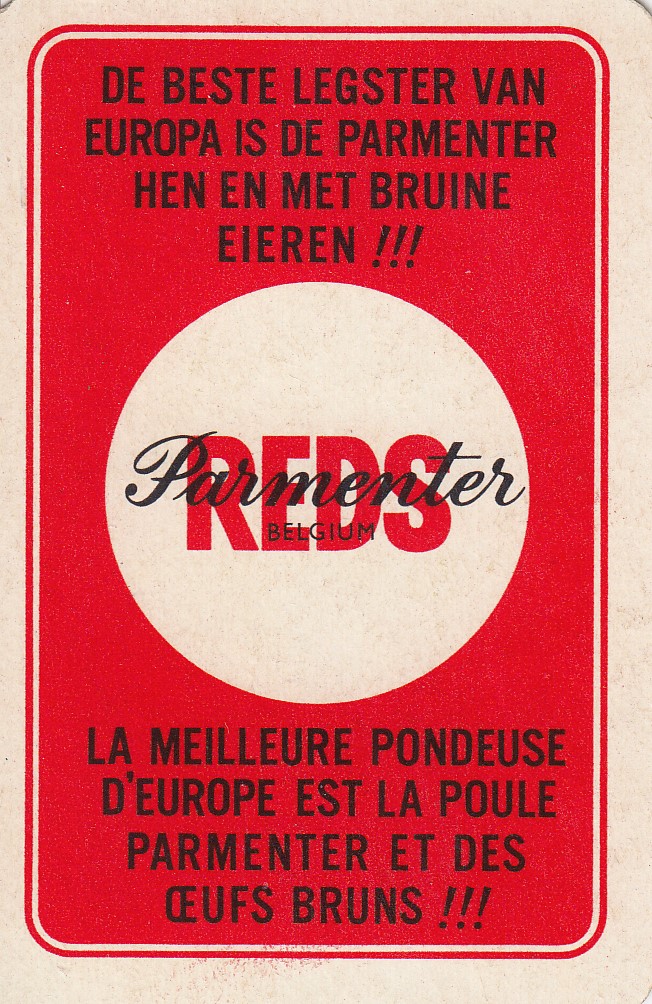 DE BESTE LEGSTER VAN
EUROPA IS DE PARMENTER
HEN EN MET BRUINE
EIEREN !!!
REDS
Parmenter
BELGIUM
LA MEILLEURE PONDEUSE
D'EUROPE EST LA POULE
PARMENTER ET DES
ŒUFS BRUNS !!!